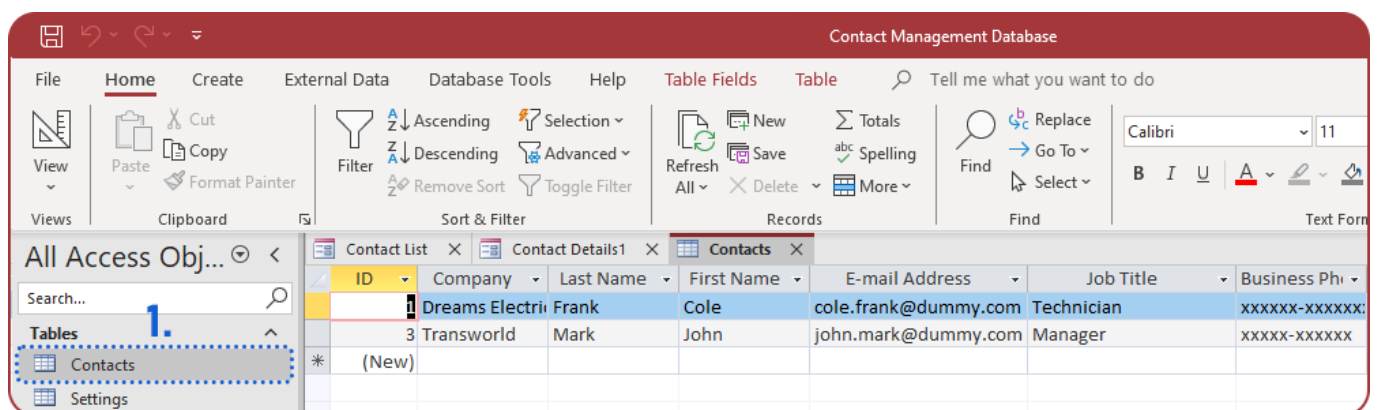 Contact Management Database
File Home Create External Data Database Tools Help Table Fields Table Tell me what you want to do
View
Paste
Cut
Copy
Format Painter
Filter
Ascending
Descending
Remove Sort
Selection
Advanced
Toggle Filter
Refresh
All
New
Save
Delete
Totals
Spelling
More
Find
Replace
Go To
Select
Calibri 11
B I U A
Views Clipboard Sort & Filter Records Find Text Form
All Access Obj...
Search...
1.
Tables
Contacts
Settings
Contact List Contact Details1 Contacts
ID Company Last Name First Name E-mail Address Job Title Business Ph
1 Dreams Electri Frank Cole cole.frank@dummy.com Technician xxxxxx-xxxxxx
3 Transworld Mark John john.mark@dummy.com Manager xxxxx-xxxxxx
(New)